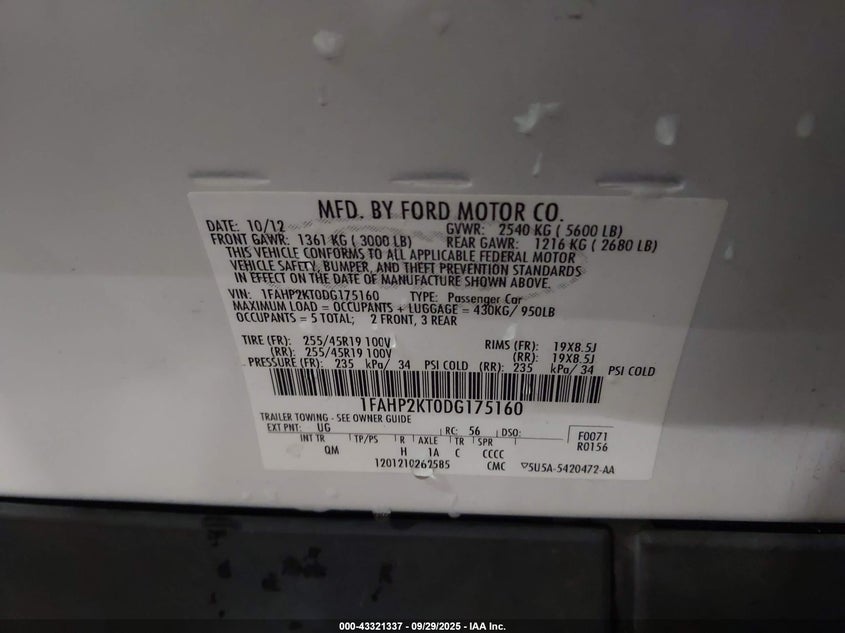 MFD. BY FORD MOTOR CO.
DATE: 10/12 GVWR: 2540 KG ( 5600 LB)
FRONT GAWR: 1361 KG ( 3000 LB) REAR GAWR: 1216 KG ( 2680 LB)
THIS VEHICLE CONFORMS TO ALL APPLICABLE FEDERAL MOTOR
VEHICLE SAFETY, BUMPER, AND THEFT PREVENTION STANDARDS
IN EFFECT ON THE DATE OF MANUFACTURE SHOWN ABOVE.
VIN: 1FAHP2KT0DG175160 TYPE: Passenger Car
MAXIMUM LOAD = OCCUPANTS + LUGGAGE = 430KG/ 950LB
OCCUPANTS = 5 TOTAL; 2 FRONT, 3 REAR
TIRE (FR): 255/45R19 100V RIMS (FR): 19X8.5J
(RR): 255/45R19 100V (RR): 19X8.5J
PRESSURE (FR): 235 kPa/ 34 PSI COLD (RR): 235 kPa/ 34 PSI COLD
1FAHP2KT0DG175160
TRAILER TOWING - SEE OWNER GUIDE
EXT PNT: UG RC: 56 DSO: F0071
INT TR TP/PS R AXLE TR SPR R0156
QM H 1A C CCCC
12012102625B5 CMC ▽5U5A-5420472-AA
000-43321337 - 09/29/2025 - IAA Inc.